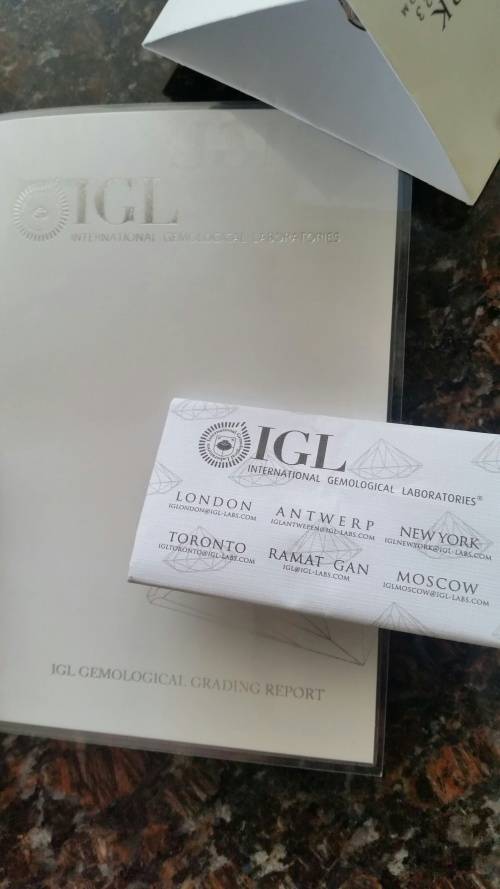 IGL
INTERNATIONAL GEMOLOGICAL LABORATORIES
IGL
INTERNATIONAL GEMOLOGICAL LABORATORIES®
LONDON
IGLONDON@IGL-LABS.COM
ANTWERP
IGLANTWEPEN@IGL-LABS.COM
NEW YORK
IGLNEWYORK@IGL-LABS.COM
TORONTO
IGLTORONTO@IGL-LABS.COM
RAMAT GAN
IGL@IGL-LABS.COM
MOSCOW
IGLMOSCOW@IGL-LABS.COM
IGL GEMOLOGICAL GRADING REPORT